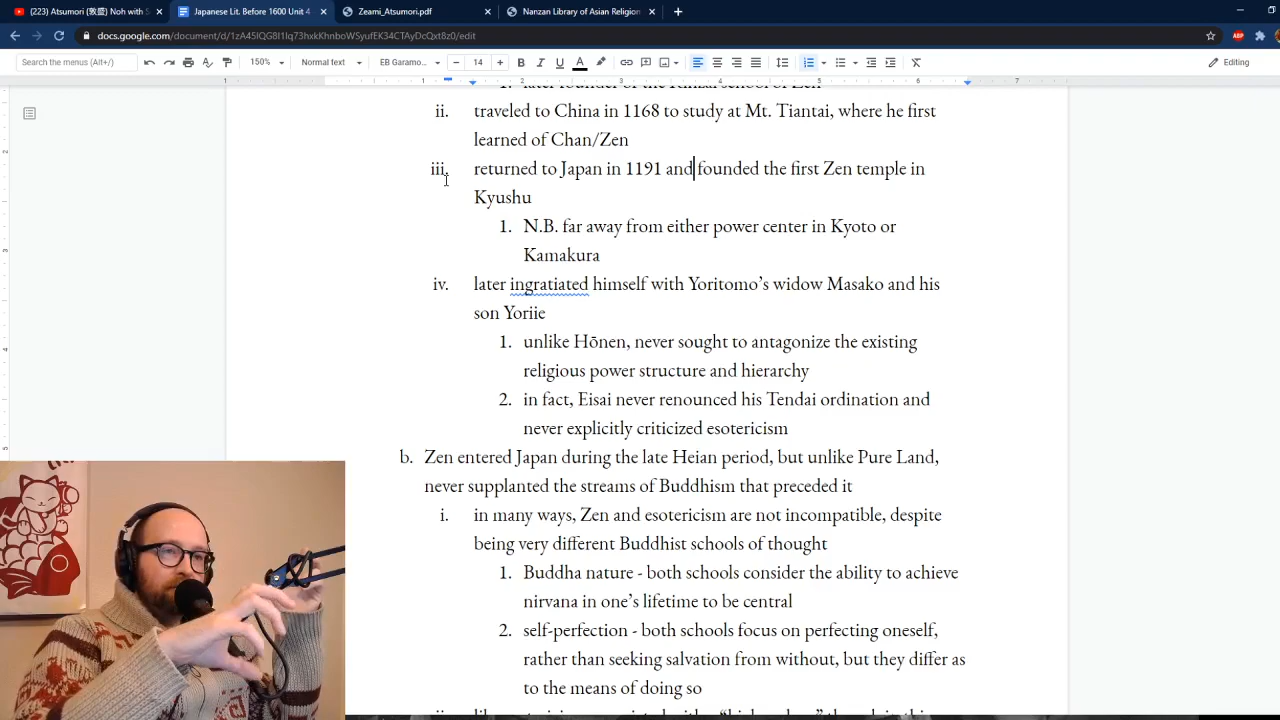 (223) Atsumori (敦盛) Noh with S
Japanese Lit. Before 1600 Unit 4
Zeami_Atsumori.pdf
Nanzan Library of Asian Religion
docs.google.com/document/d/1zA45IQG8I1Iq73hxkKhnboWSyufEK34CTAyDcQxt8z0/edit
Search the menus (Alt+/)
150%
Normal text
EB Garamo...
14
Editing
1 2 3 4 5 6 7
ii. traveled to China in 1168 to study at Mt. Tiantai, where he first
learned of Chan/Zen
iii. returned to Japan in 1191 and founded the first Zen temple in
Kyushu
1. N.B. far away from either power center in Kyoto or
Kamakura
iv. later ingratiated himself with Yoritomo's widow Masako and his
son Yoriie
1. unlike Hōnen, never sought to antagonize the existing
religious power structure and hierarchy
2. in fact, Eisai never renounced his Tendai ordination and
never explicitly criticized esotericism
b. Zen entered Japan during the late Heian period, but unlike Pure Land,
never supplanted the streams of Buddhism that preceded it
i. in many ways, Zen and esotericism are not incompatible, despite
being very different Buddhist schools of thought
1. Buddha nature - both schools consider the ability to achieve
nirvana in one's lifetime to be central
2. self-perfection - both schools focus on perfecting oneself,
rather than seeking salvation from without, but they differ as
to the means of doing so